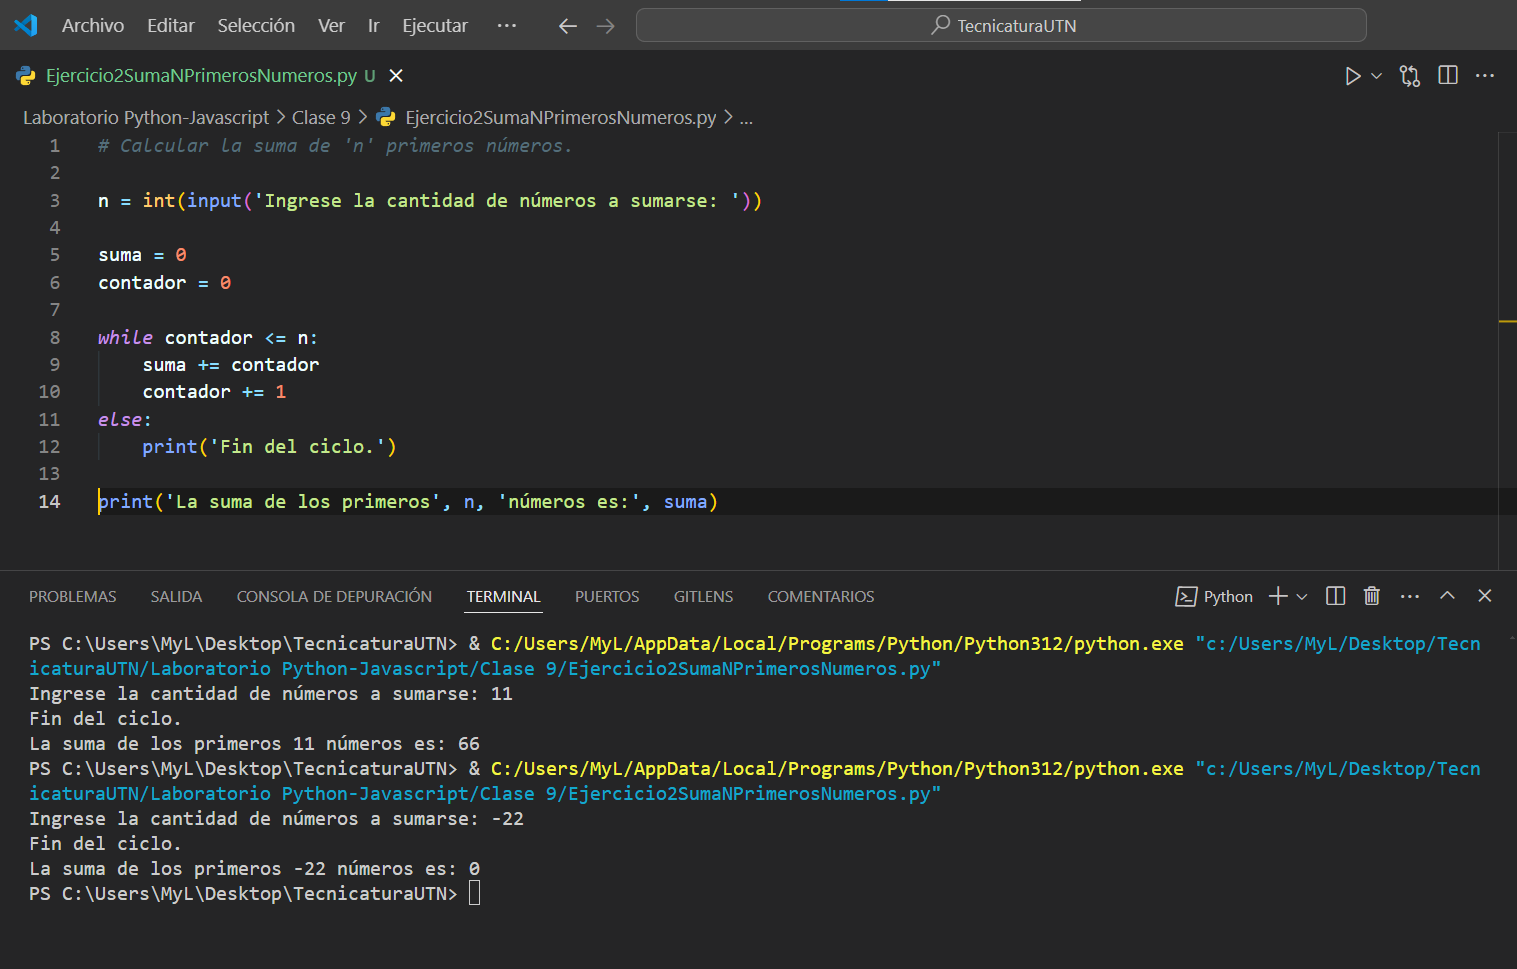 Archivo Editar Selección Ver Ir Ejecutar ··· TecnicaturaUTN
Ejercicio2SumaNPrimerosNumeros.py U
Laboratorio Python-Javascript > Clase 9 > Ejercicio2SumaNPrimerosNumeros.py > ...
1 # Calcular la suma de 'n' primeros números.
2
3 n = int(input('Ingrese la cantidad de números a sumarse: '))
4
5 suma = 0
6 contador = 0
7
8 while contador <= n:
9 suma += contador
10 contador += 1
11 else:
12 print('Fin del ciclo.')
13
14 print('La suma de los primeros', n, 'números es:', suma)
PROBLEMAS SALIDA CONSOLA DE DEPURACIÓN TERMINAL PUERTOS GITLENS COMENTARIOS Python
PS C:\Users\MyL\Desktop\TecnicaturaUTN> & C:/Users/MyL/AppData/Local/Programs/Python/Python312/python.exe "c:/Users/MyL/Desktop/Tecn
icaturaUTN/Laboratorio Python-Javascript/Clase 9/Ejercicio2SumaNPrimerosNumeros.py"
Ingrese la cantidad de números a sumarse: 11
Fin del ciclo.
La suma de los primeros 11 números es: 66
PS C:\Users\MyL\Desktop\TecnicaturaUTN> & C:/Users/MyL/AppData/Local/Programs/Python/Python312/python.exe "c:/Users/MyL/Desktop/Tecn
icaturaUTN/Laboratorio Python-Javascript/Clase 9/Ejercicio2SumaNPrimerosNumeros.py"
Ingrese la cantidad de números a sumarse: -22
Fin del ciclo.
La suma de los primeros -22 números es: 0
PS C:\Users\MyL\Desktop\TecnicaturaUTN>